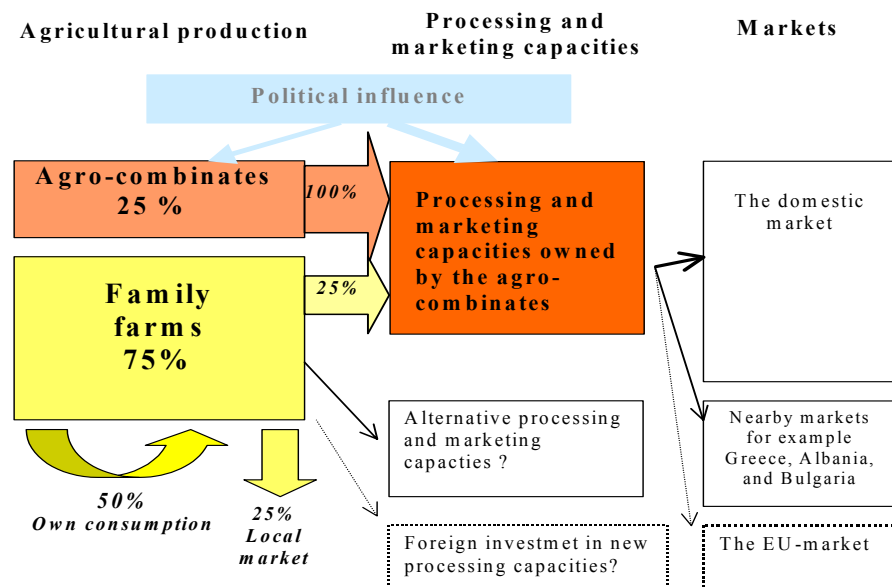 Agricultural production
Processing and
marketing capacities
Markets
Political influence
Agro-combinates
25 %
100%
Processing and
marketing
capacities owned
by the agro-
combinates
The domestic
market
Family
farms
75%
25%
Alternative processing
and marketing
capacties ?
Nearby markets
for example
Greece, Albania,
and Bulgaria
50%
Own consumption
25%
Local
market
Foreign investmet in new
processing capacities?
The EU-market